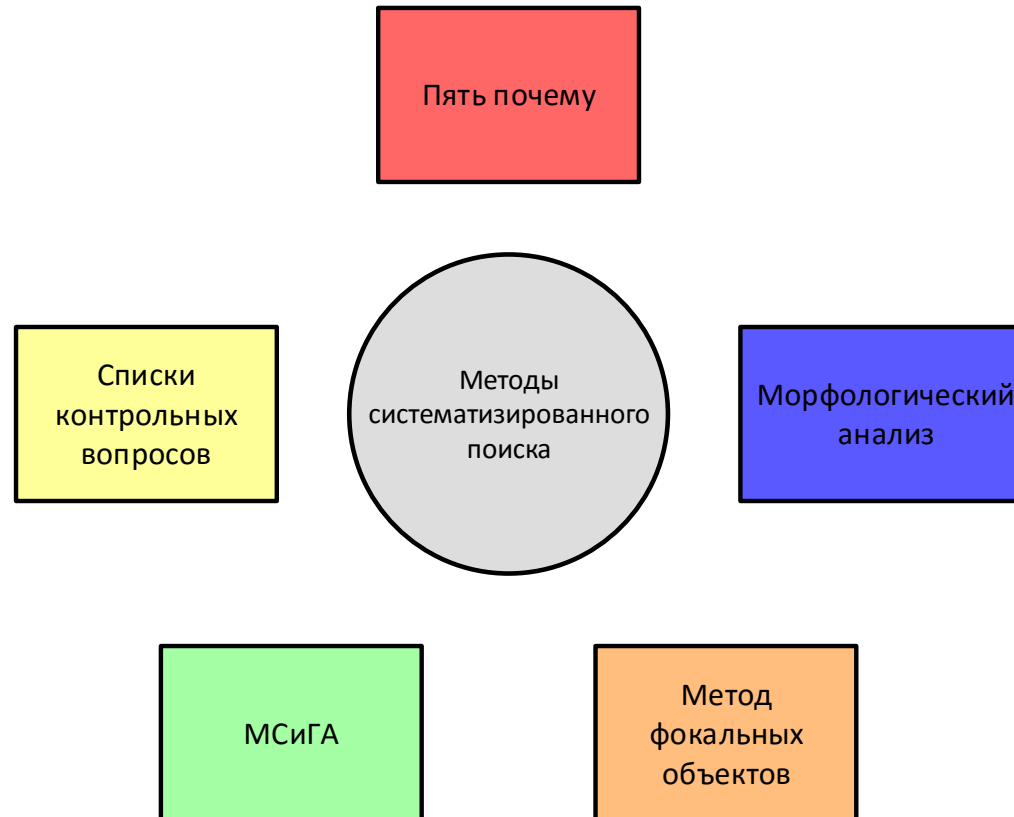 Пять почему
Списки
контрольных
вопросов
Методы
систематизированного
поиска
Морфологический
анализ
МСиГА
Метод
фокальных
объектов